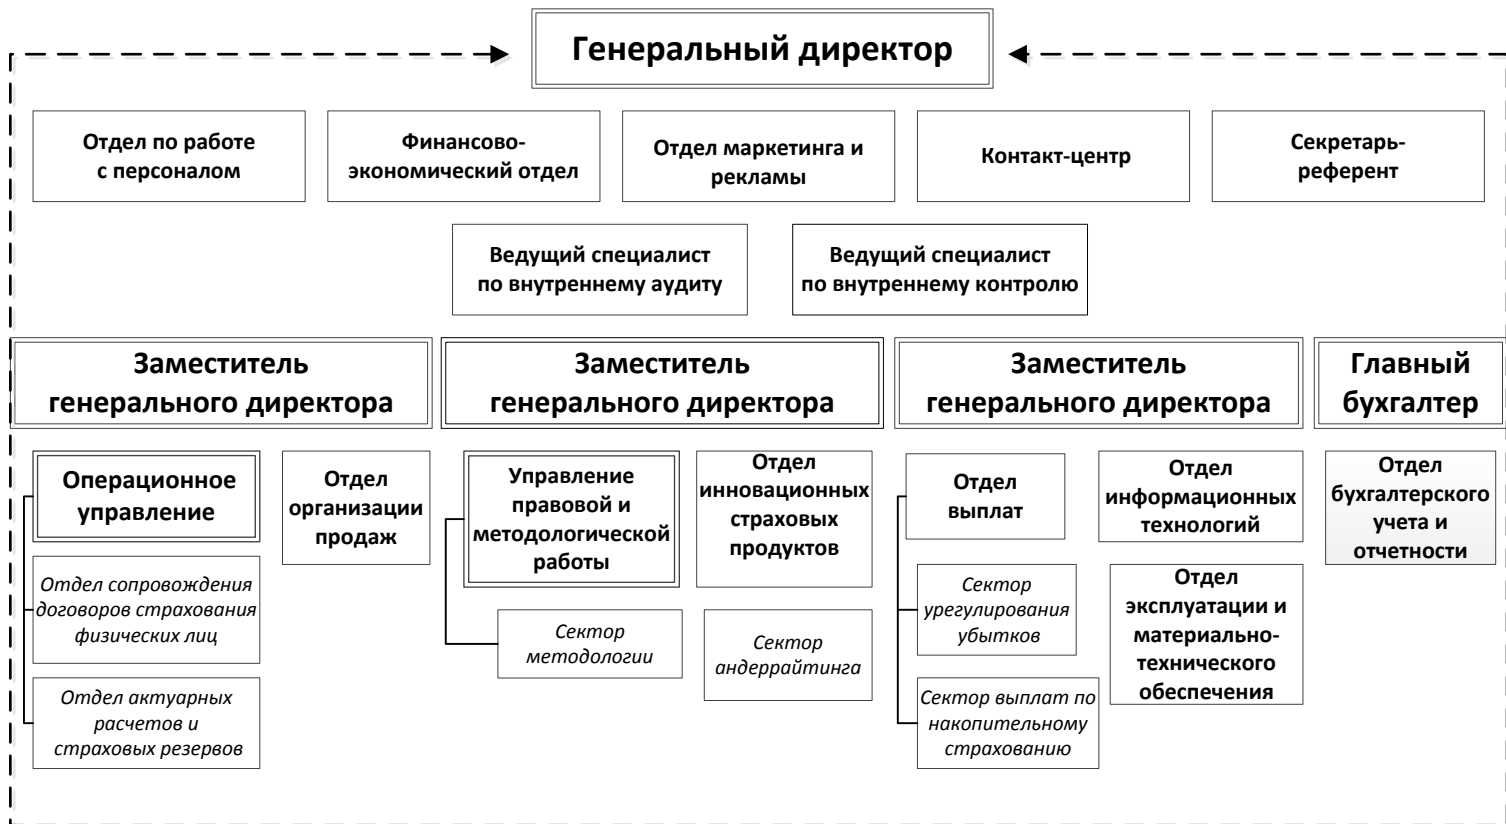 Генеральный директор
Отдел по работе
с персоналом
Финансово-
экономический отдел
Отдел маркетинга и
рекламы
Контакт-центр
Секретарь-
референт
Ведущий специалист
по внутреннему аудиту
Ведущий специалист
по внутреннему контролю
Заместитель
генерального директора
Заместитель
генерального директора
Заместитель
генерального директора
Главный
бухгалтер
Операционное
управление
Отдел
организации
продаж
Отдел сопровождения
договоров страхования
физических лиц
Отдел актуарных
расчетов и
страховых резервов
Управление
правовой и
методологической
работы
Отдел
инновационных
страховых
продуктов
Сектор
методологии
Сектор
андеррайтинга
Отдел
выплат
Отдел
информационных
технологий
Сектор
урегулирования
убытков
Отдел
эксплуатации и
материально-
технического
обеспечения
Сектор выплат по
накопительному
страхованию
Отдел
бухгалтерского
учета и
отчетности